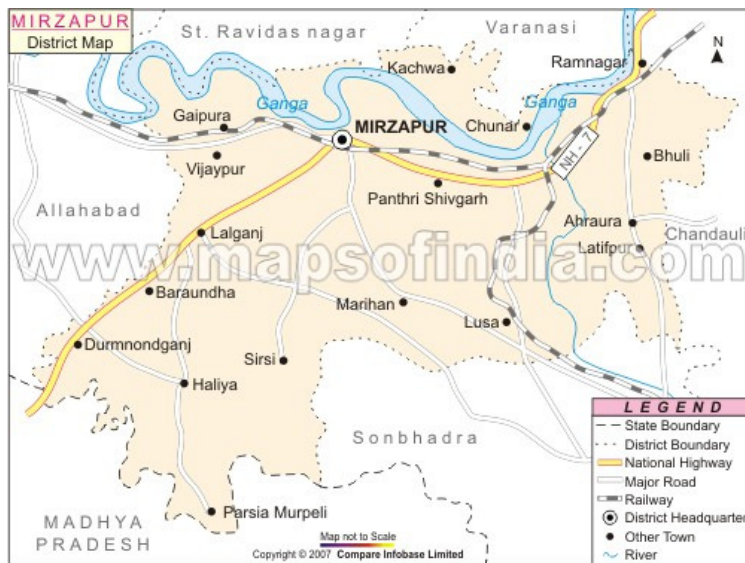 MIRZAPUR
District Map
St. Ravidas nagar
Varanasi
N
Kachwa
Ramnagar
Ganga
Ganga
Gaipura
MIRZAPUR
Chunar
NH - 7
Vijaypur
Bhuli
Panthri Shivgarh
Allahabad
Ahraura
Chandauli
Lalganj
Latifpur
www.mapsofindia.com
Baraundha
Marihan
Lusa
Durmnondganj
Sirsi
Haliya
Sonbhadra
Parsia Murpeli
MADHYA
PRADESH
Map not to Scale
Copyright © 2007 Compare Infobase Limited
LEGEND
State Boundary
District Boundary
National Highway
Major Road
Railway
District Headquarter
Other Town
River